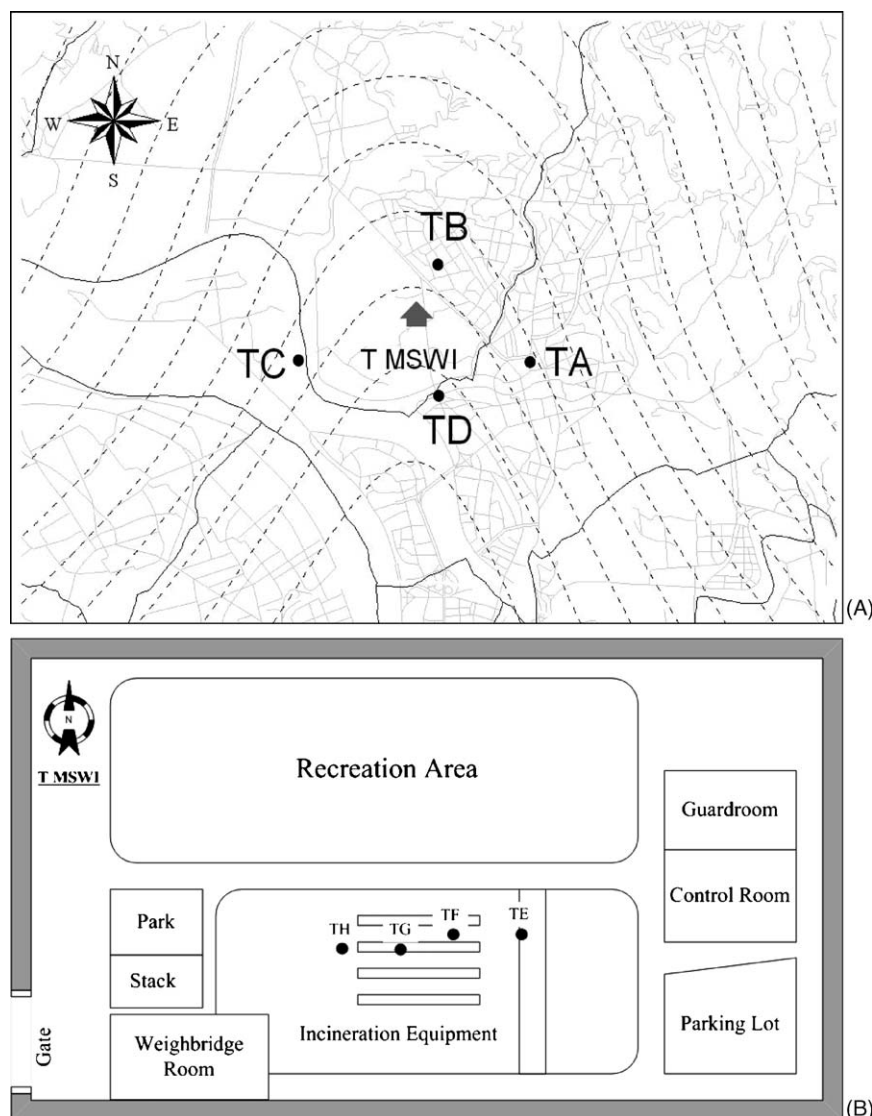 N
W
E
S
TB
TC
T MSWI
TA
TD
(A)
N
T MSWI
Recreation Area
Guardroom
Control Room
Park
Stack
TH
TG
TF
TE
Incineration Equipment
Weighbridge
Room
Parking Lot
Gate
(B)